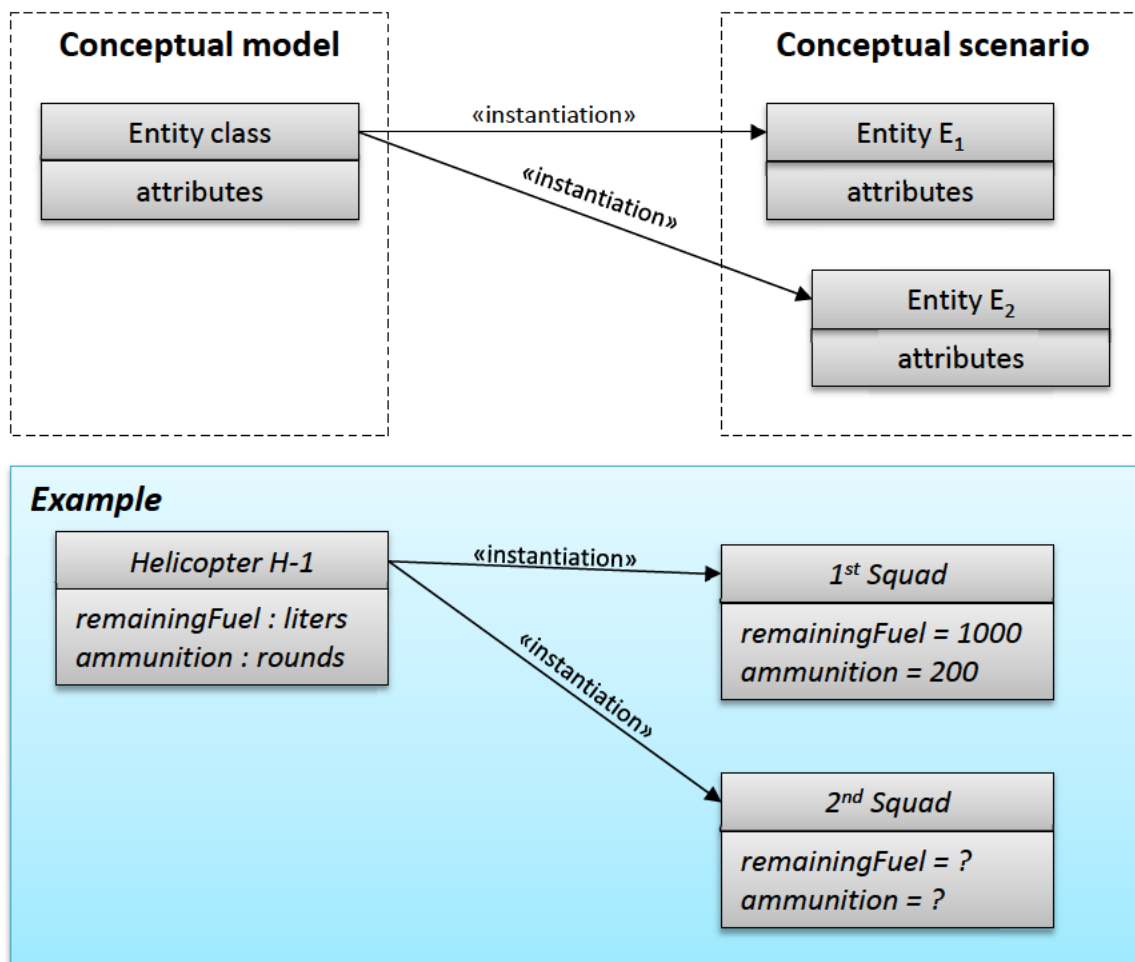 Conceptual model
Conceptual scenario
Entity class
attributes
«instantiation»
«instantiation»
Entity E₁
attributes
Entity E₂
attributes
Example
Helicopter H-1
remainingFuel : liters
ammunition : rounds
«instantiation»
«instantiation»
1ˢᵗ Squad
remainingFuel = 1000
ammunition = 200
2ⁿᵈ Squad
remainingFuel = ?
ammunition = ?